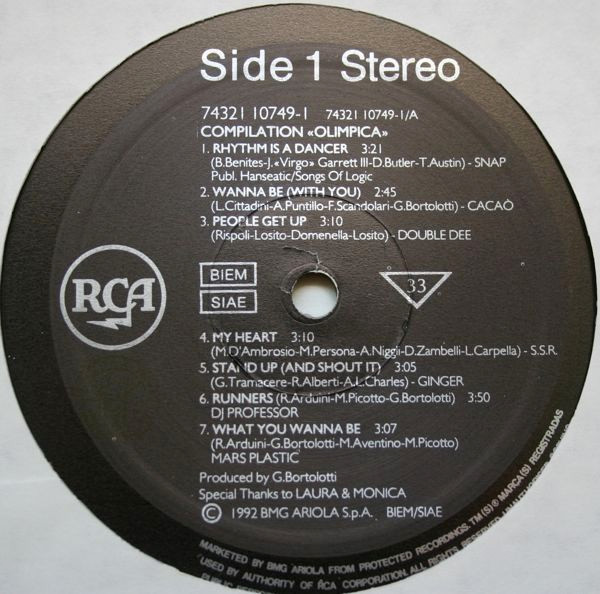 Side 1 Stereo
74321 10749-1 74321 10749-1/A
COMPILATION «OLIMPICA»
1. RHYTHM IS A DANCER 3:21
(B.Benites-J.«Virgo» Garrett III-D.Butler-T.Austin) - SNAP
Publ. Hanseatic/Songs Of Logic
2. WANNA BE (WITH YOU) 2:45
(L.Cittadini-A.Puntillo-F.Scandolari-G.Bortolotti) - CACAÒ
3. PEOPLE GET UP 3:10
(Rispoli-Losito-Domenella-Losito) - DOUBLE DEE
BIEM
SIAE
RCA
33
4. MY HEART 3:10
(M.D'Ambrosio-M.Persona-A.Niggli-D.Zambelli-L.Carpella) - S.S.R.
5. STAND UP (AND SHOUT IT) 3:05
(G.Tramacere-R.Alberti-A.L.Charles) - GINGER
6. RUNNERS (R.Arduini-M.Picotto-G.Bortolotti) 3:50
DJ PROFESSOR
7. WHAT YOU WANNA BE 3:07
(R.Arduini-G.Bortolotti-M.Aventino-M.Picotto)
MARS PLASTIC
Produced by G.Bortolotti
Special Thanks to LAURA & MONICA
© 1992 BMG ARIOLA S.p.A. BIEM/SIAE
MARKETED BY BMG ARIOLA FROM PROTECTED RECORDINGS. TM(S)® MARCA(S) REGISTRADAS
USED BY AUTHORITY OF RCA CORPORATION. ALL RIGHTS RESERVED.